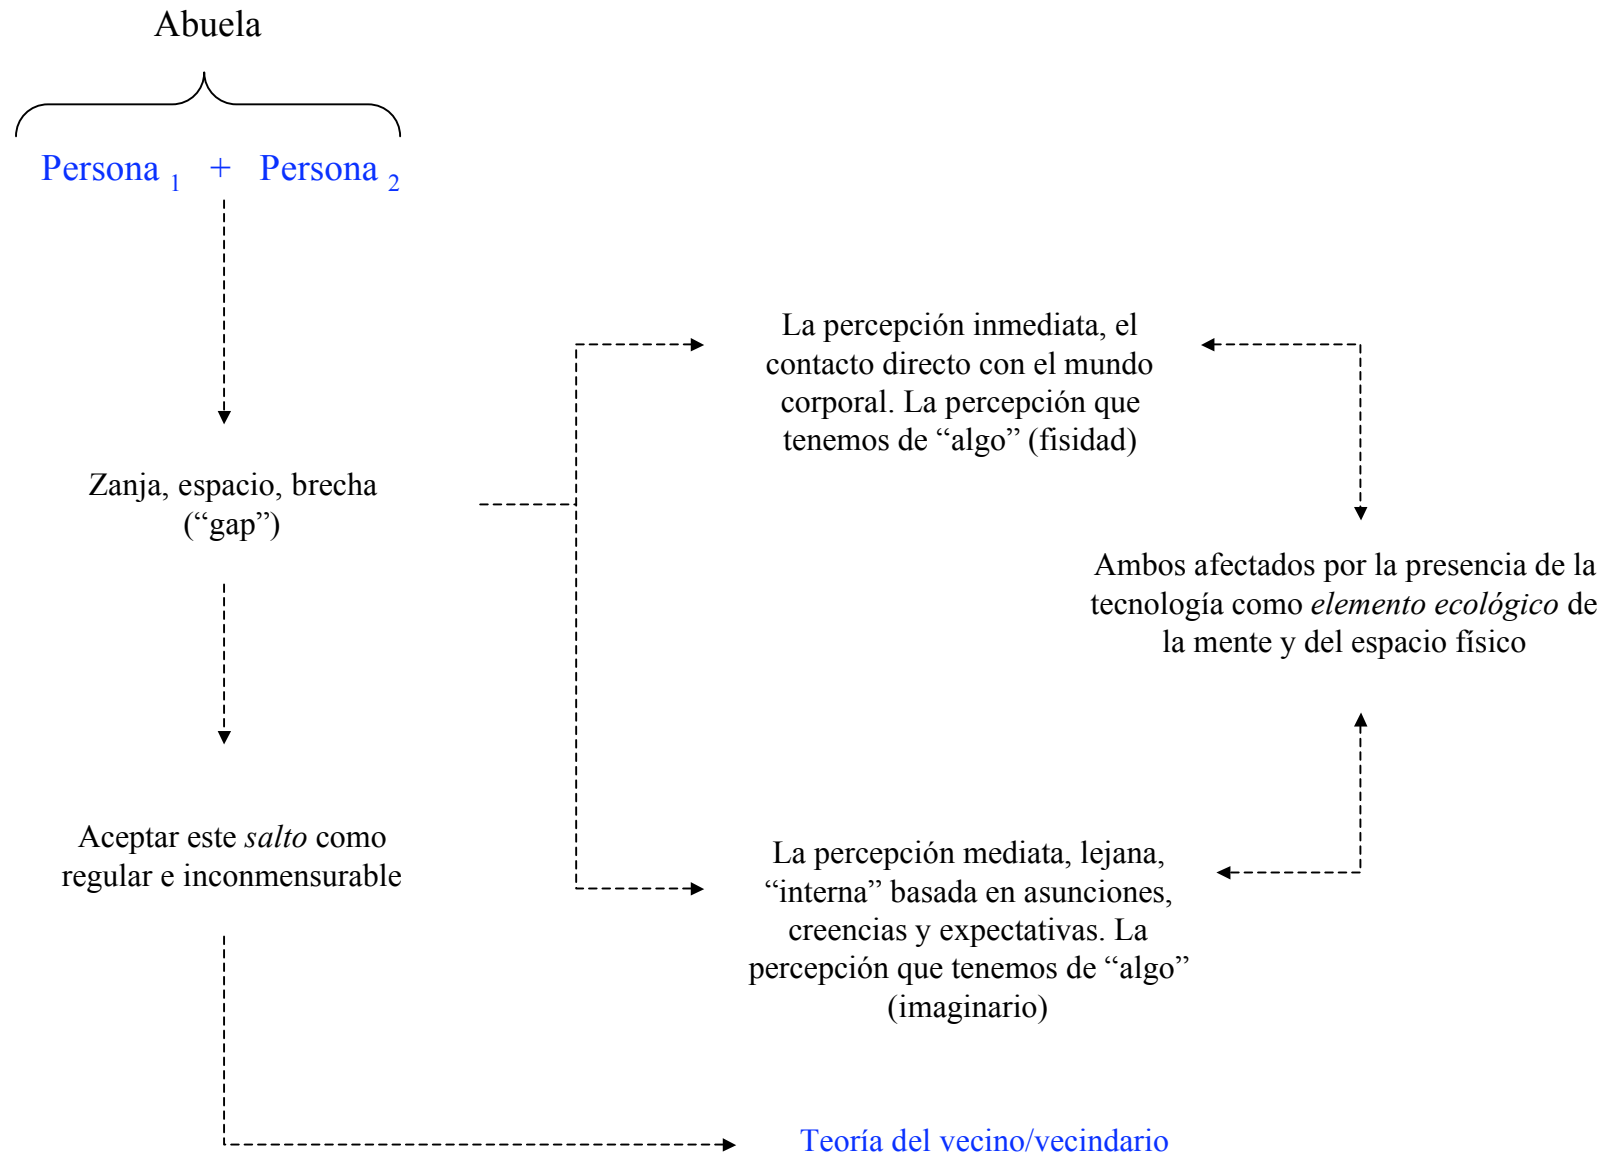 Abuela
Persona 1 + Persona 2
La percepción inmediata, el
contacto directo con el mundo
corporal. La percepción que
tenemos de “algo” (fisidad)
Zanja, espacio, brecha
(“gap”)
Ambos afectados por la presencia de la
tecnología como elemento ecológico de
la mente y del espacio físico
Aceptar este salto como
regular e inconmensurable
La percepción mediata, lejana,
“interna” basada en asunciones,
creencias y expectativas. La
percepción que tenemos de “algo”
(imaginario)
Teoría del vecino/vecindario